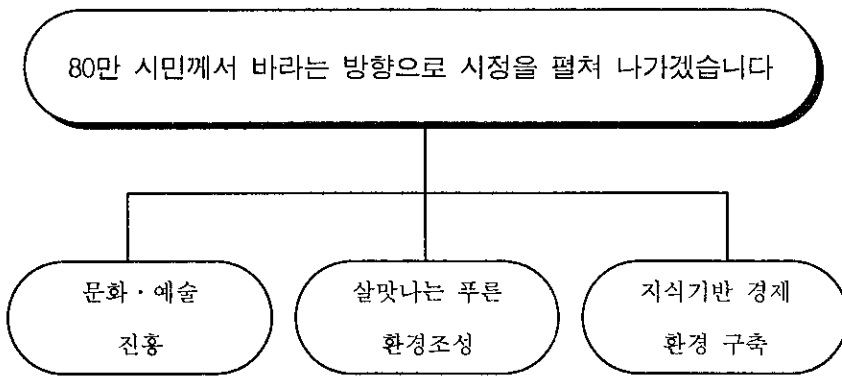 80만 시민께서 바라는 방향으로 시정을 펼쳐 나가겠습니다
문화·예술
진흥
살맛나는 푸른
환경조성
지식기반 경제
환경 구축